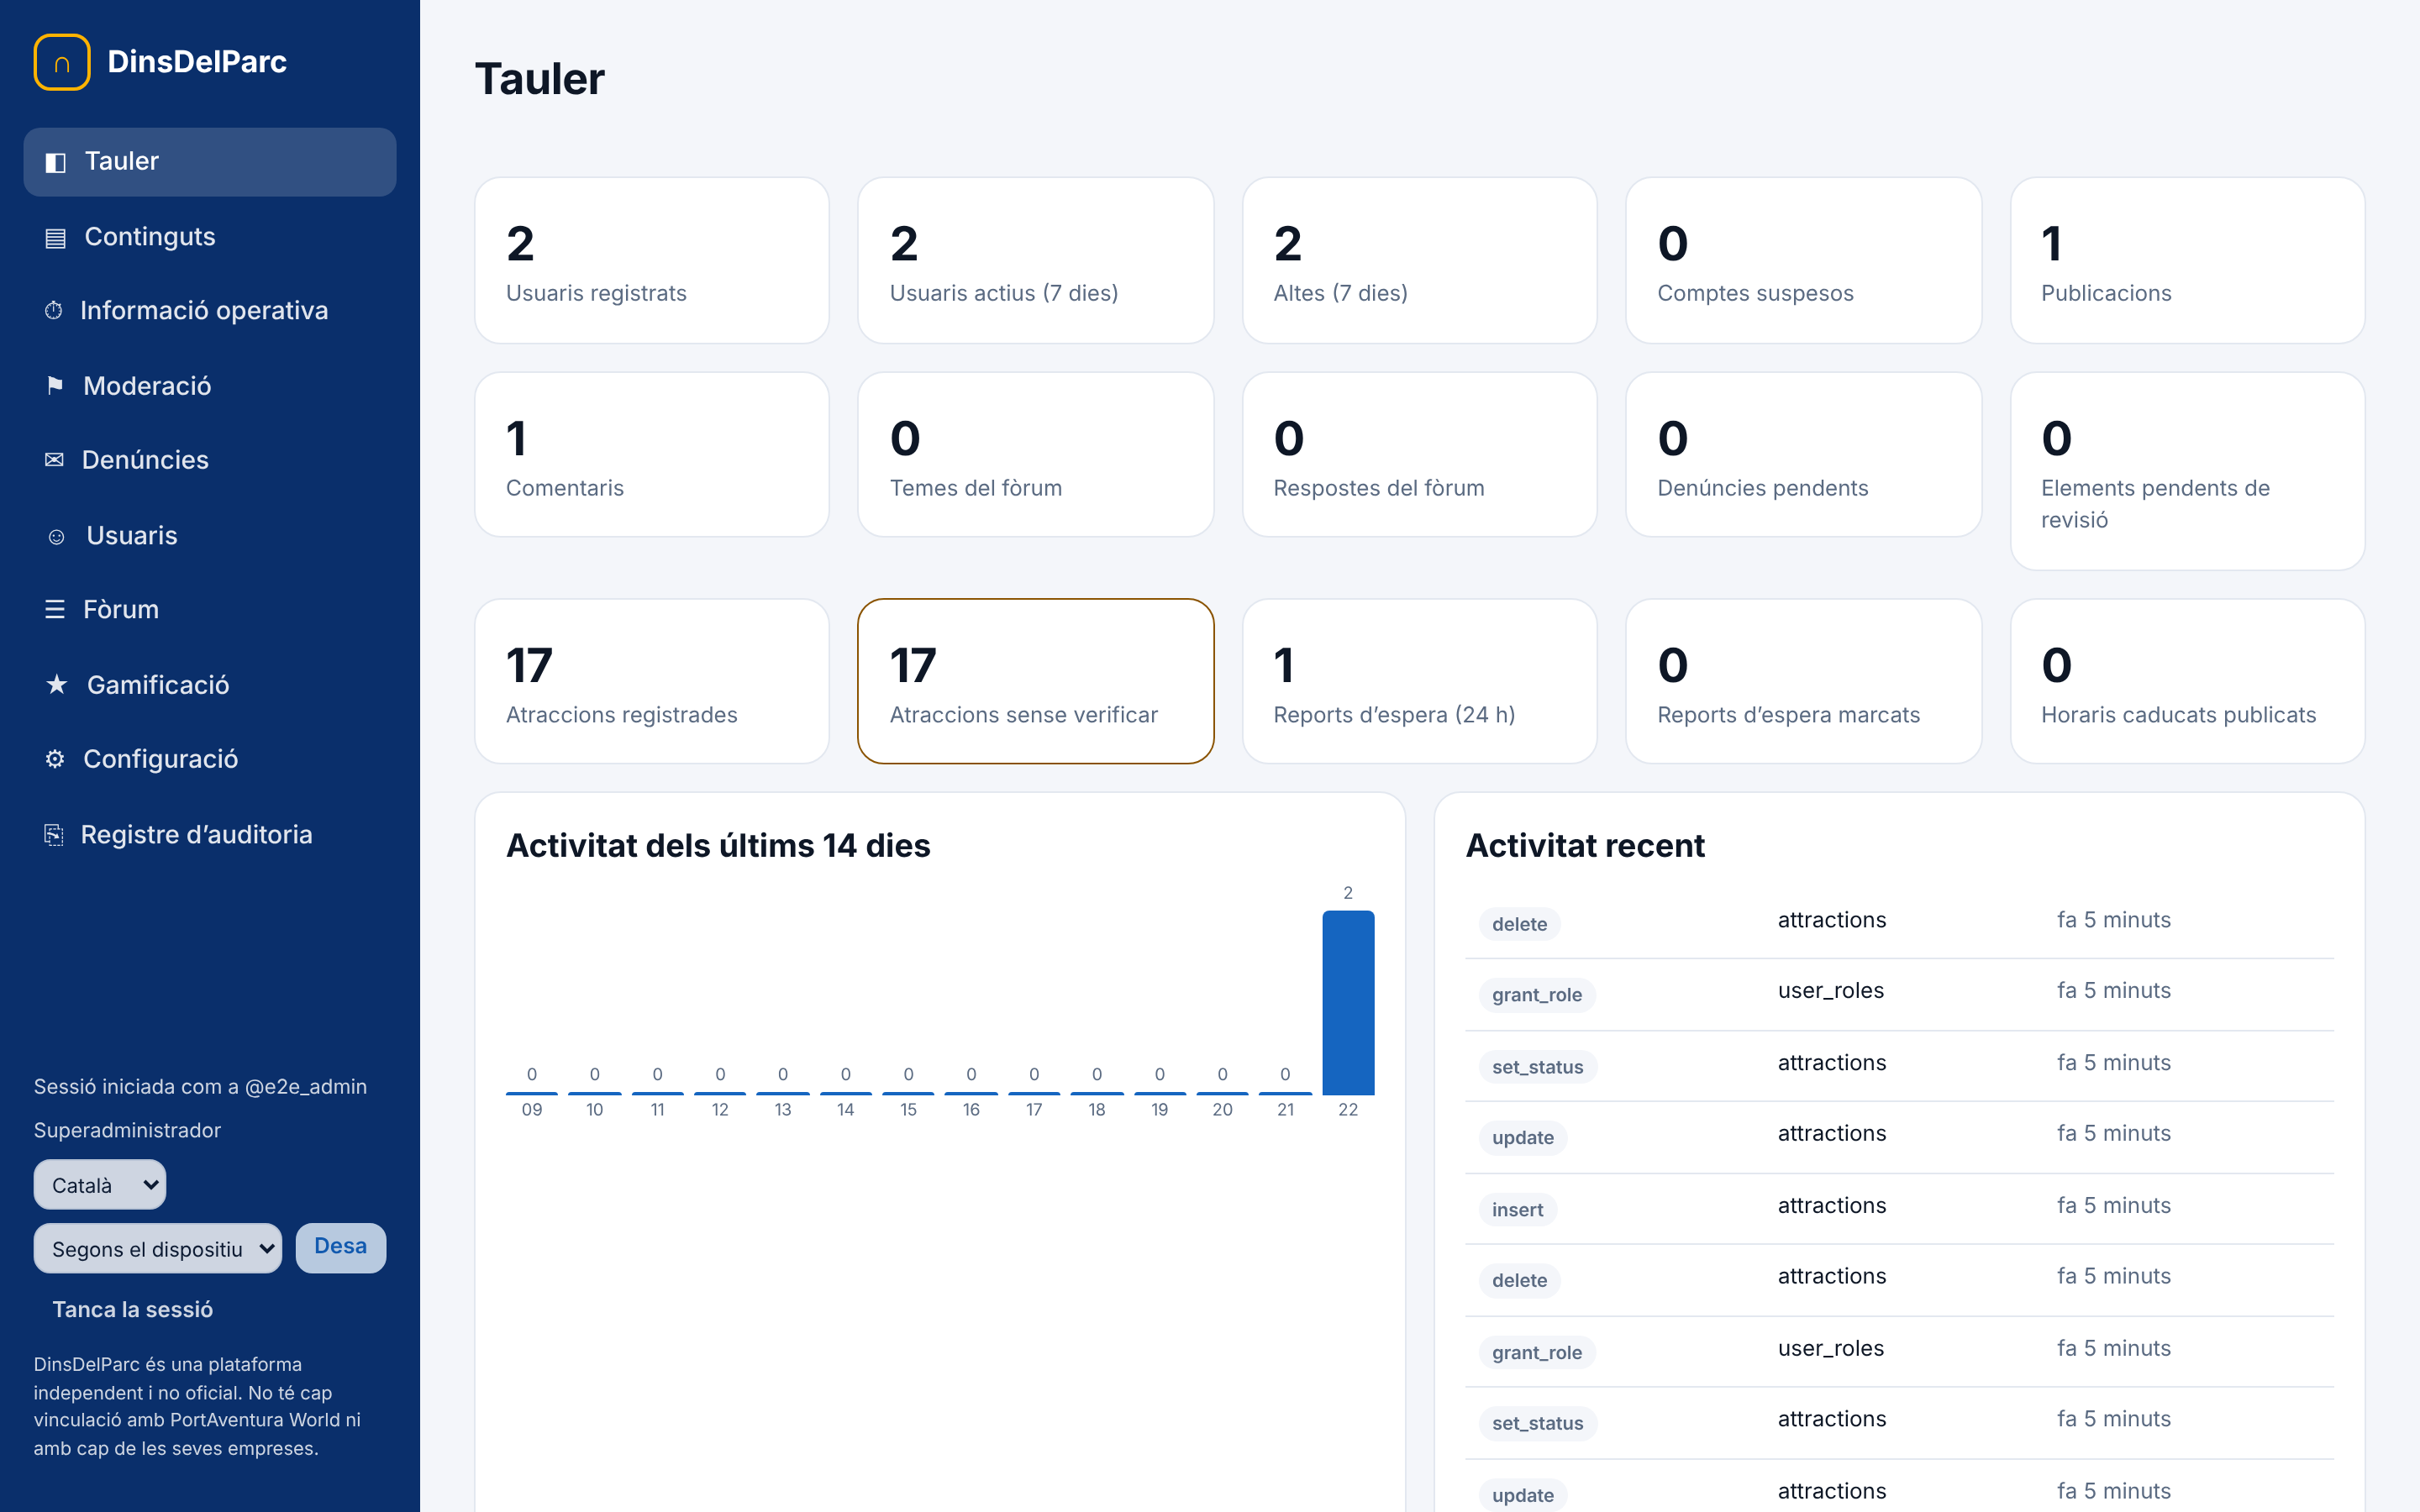 DinsDelParc
Tauler
Continguts
Informació operativa
Moderació
Denúncies
Usuaris
Fòrum
Gamificació
Configuració
Registre d’auditoria
Sessió iniciada com a @e2e_admin
Superadministrador
Català
Segons el dispositiu
Desa
Tanca la sessió
DinsDelParc és una plataforma
independent i no oficial. No té cap
vinculació amb PortAventura World ni
amb cap de les seves empreses.
Tauler
2
Usuaris registrats
2
Usuaris actius (7 dies)
2
Altes (7 dies)
0
Comptes suspesos
1
Publicacions
1
Comentaris
0
Temes del fòrum
0
Respostes del fòrum
0
Denúncies pendents
0
Elements pendents de
revisió
17
Atraccions registrades
17
Atraccions sense verificar
1
Reports d’espera (24 h)
0
Reports d’espera marcats
0
Horaris caducats publicats
Activitat dels últims 14 dies
2
0 0 0 0 0 0 0 0 0 0 0 0 0
09 10 11 12 13 14 15 16 17 18 19 20 21 22
Activitat recent
delete attractions fa 5 minuts
grant_role user_roles fa 5 minuts
set_status attractions fa 5 minuts
update attractions fa 5 minuts
insert attractions fa 5 minuts
delete attractions fa 5 minuts
grant_role user_roles fa 5 minuts
set_status attractions fa 5 minuts
update attractions fa 5 minuts